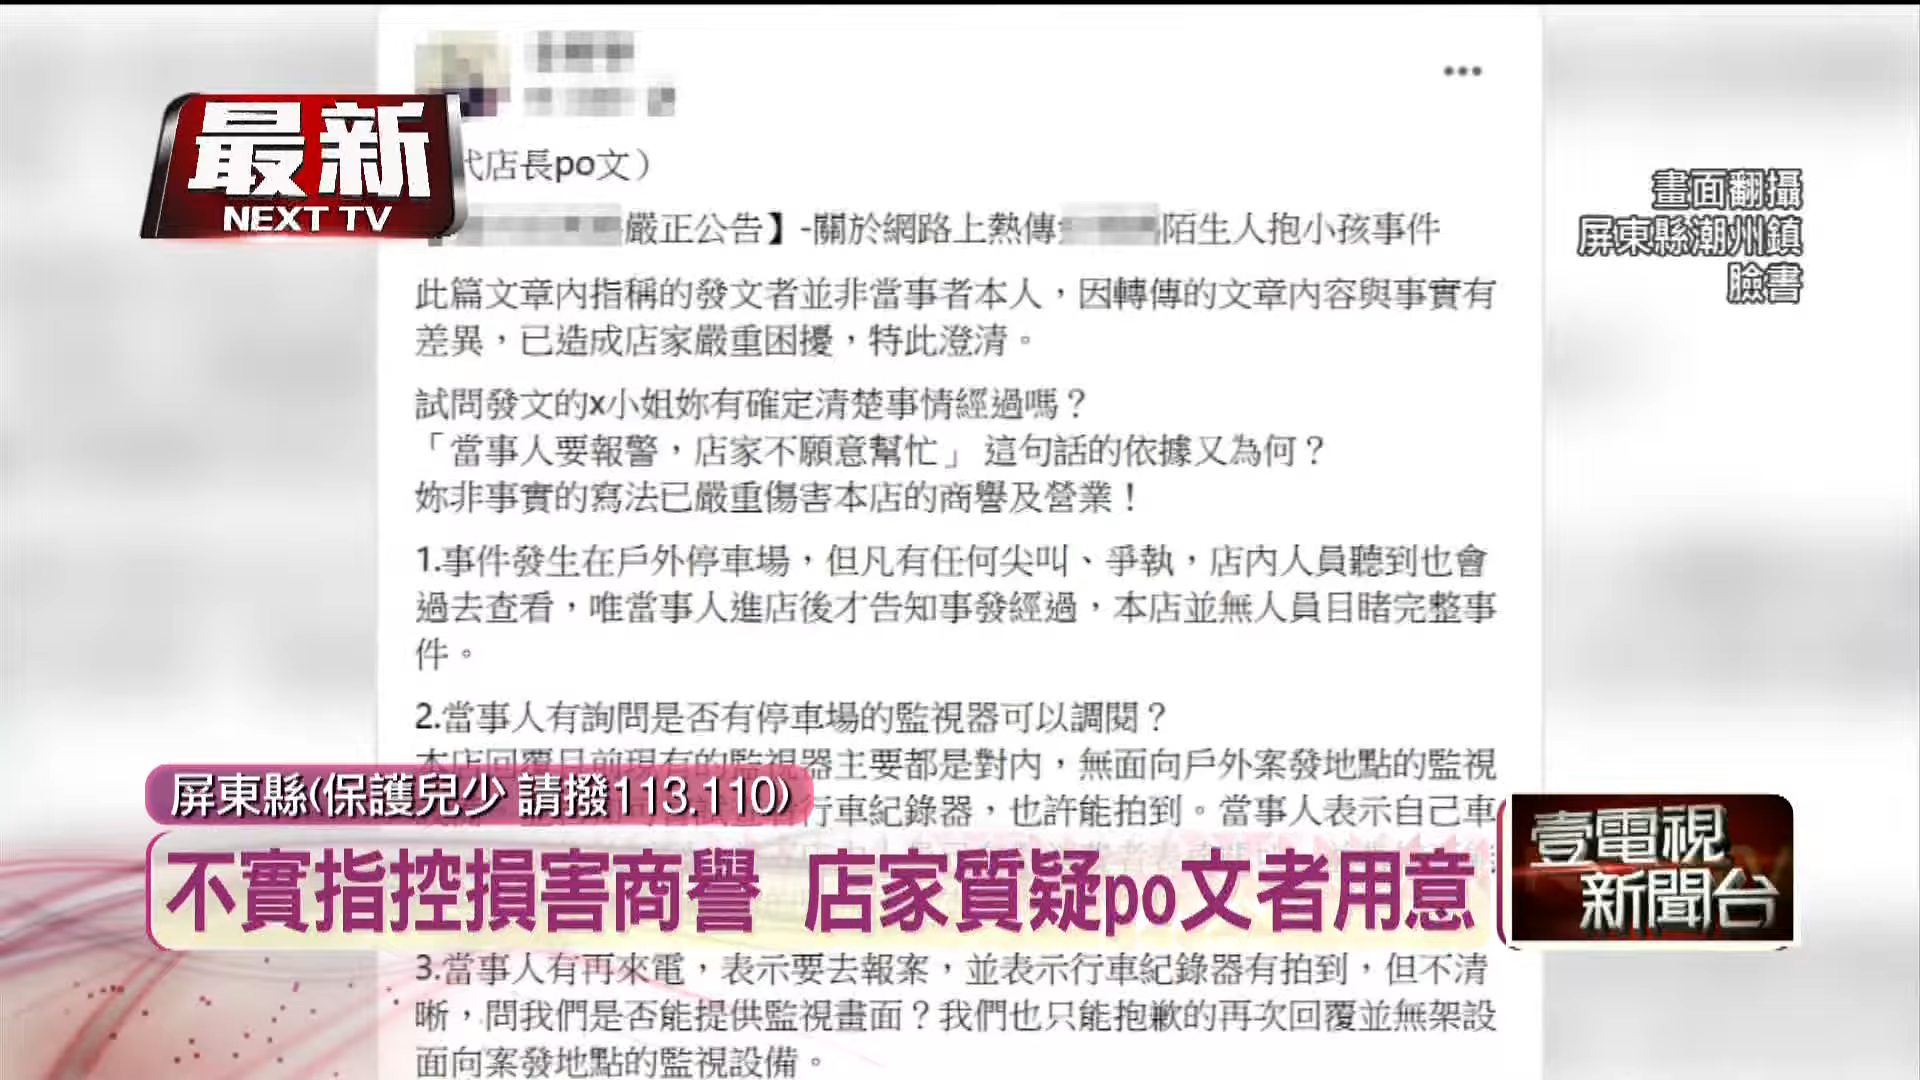 最新
NEXT TV
畫面翻攝
屏東縣潮州鎮
臉書
代店長po文）
嚴正公告】-關於網路上熱傳 陌生人抱小孩事件
此篇文章內指稱的發文者並非當事者本人，因轉傳的文章內容與事實有
差異，已造成店家嚴重困擾，特此澄清。
試問發文的x小姐妳有確定清楚事情經過嗎？
「當事人要報警，店家不願意幫忙」 這句話的依據又為何？
妳非事實的寫法已嚴重傷害本店的商譽及營業！
1.事件發生在戶外停車場，但凡有任何尖叫、爭執，店內人員聽到也會
過去查看，唯當事人進店後才告知事發經過，本店並無人員目睹完整事
件。
2.當事人有詢問是否有停車場的監視器可以調閱？
本店回覆目前現有的監視器主要都是對內，無面向戶外案發地點的監視
行車紀錄器，也許能拍到。當事人表示自己車
屏東縣(保護兒少 請撥113.110)
不實指控損害商譽 店家質疑po文者用意
壹電視
新聞台
3.當事人有再來電，表示要去報案，並表示行車紀錄器有拍到，但不清
晰，問我們是否能提供監視畫面？我們也只能抱歉的再次回覆並無架設
面向案發地點的監視設備。